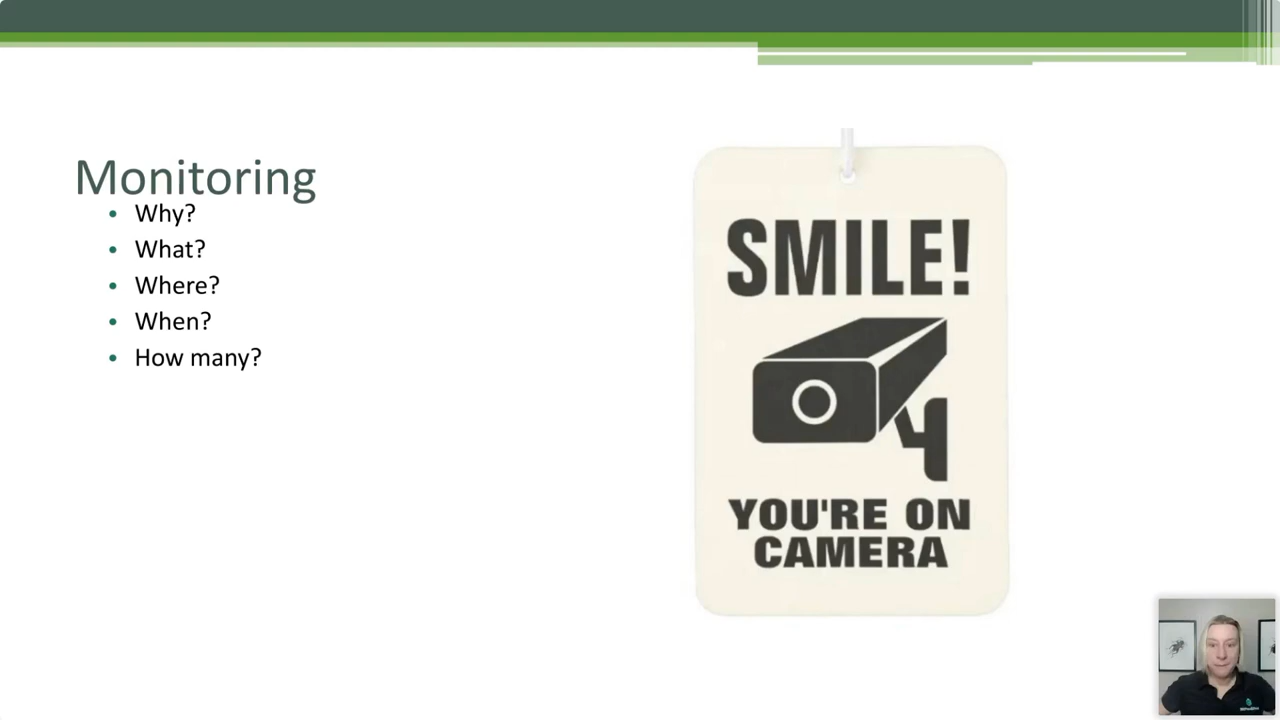 Monitoring
Why?
What?
Where?
When?
How many?
SMILE!
YOU'RE ON
CAMERA